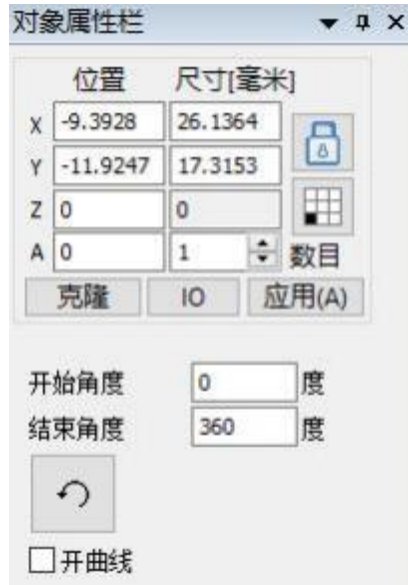 对象属性栏
位置 尺寸[毫米]
X -9.3928 26.1364
Y -11.9247 17.3153
Z 0 0
A 0 1 数目
克隆 IO 应用(A)
开始角度 0 度
结束角度 360 度
开曲线